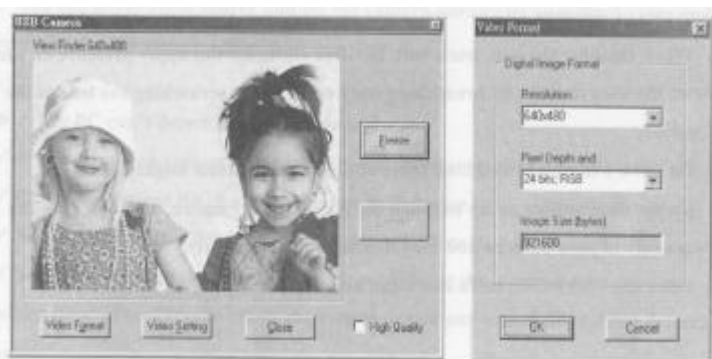 USB Camera
View Finder 640x480
Freeze
Video Format
Video Setting
Close
High Quality
Video Format
Digital Image Format
Resolution
640x480
Pixel Depth and
24 bits, RGB
Image Size (bytes)
921600
OK
Cancel